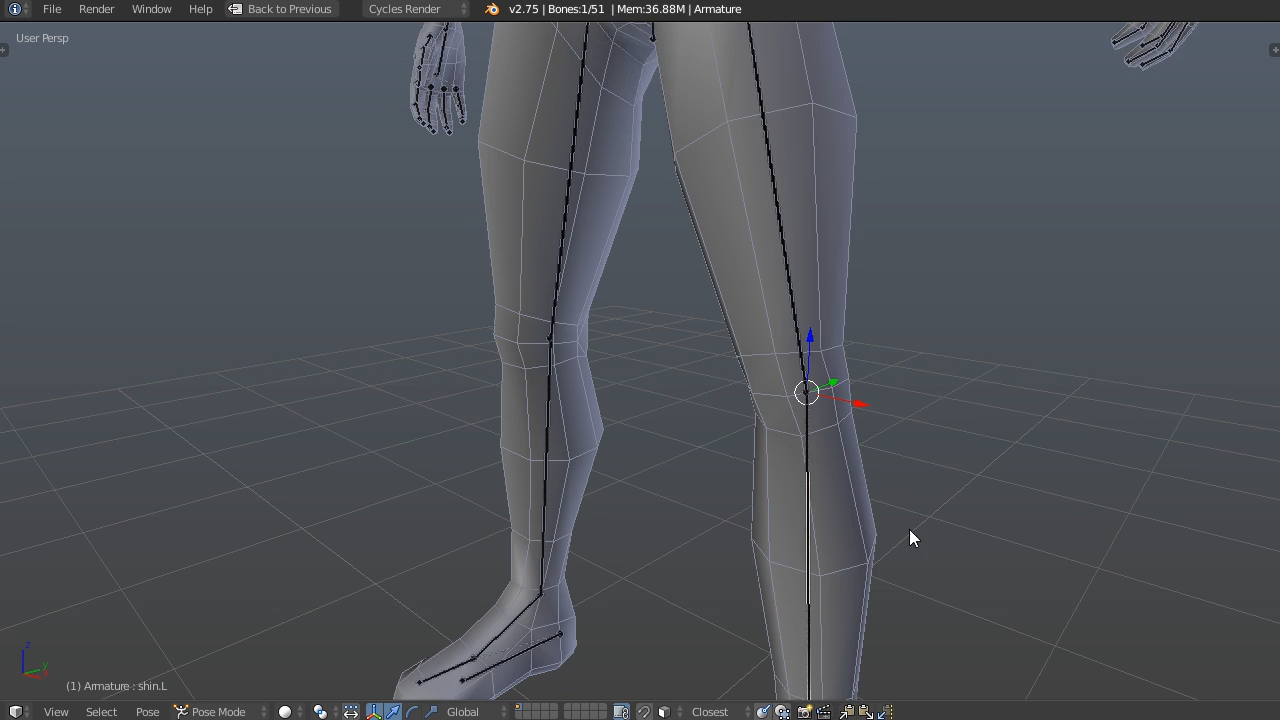 File Render Window Help Back to Previous Cycles Render v2.75 | Bones:1/51 | Mem:36.88M | Armature
User Persp
z
y
x
(1) Armature : shin.L
View Select Pose Pose Mode Global Closest